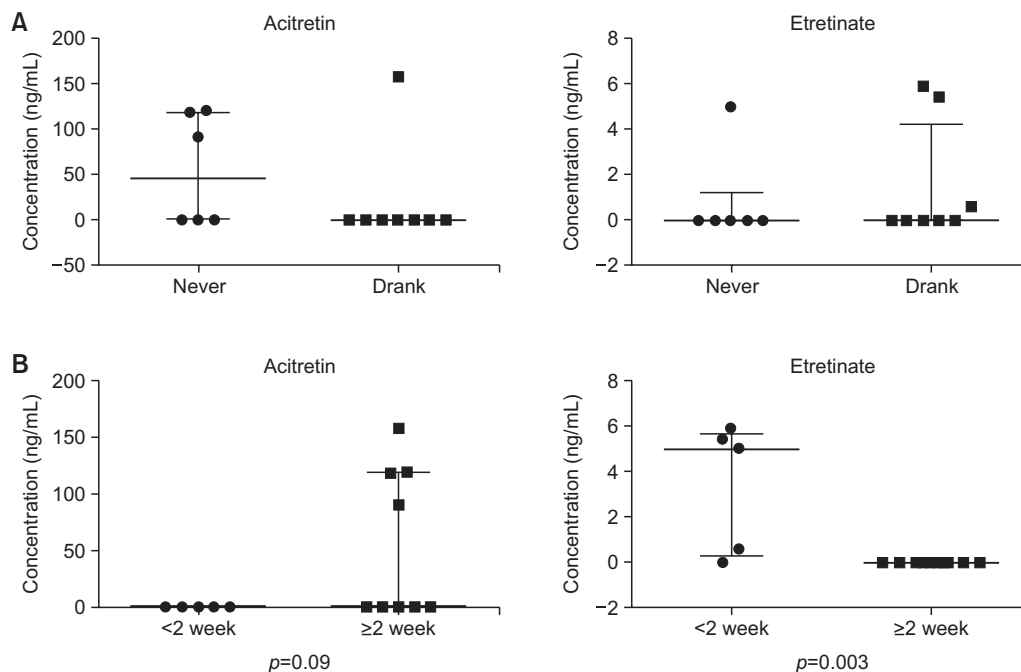 A
Acitretin
Concentration (ng/mL)
200
150
100
50
0
−50
Never
Drank
Etretinate
Concentration (ng/mL)
8
6
4
2
0
−2
Never
Drank
B
Acitretin
Concentration (ng/mL)
200
150
100
50
0
<2 week
≥2 week
p=0.09
Etretinate
Concentration (ng/mL)
8
6
4
2
0
−2
<2 week
≥2 week
p=0.003